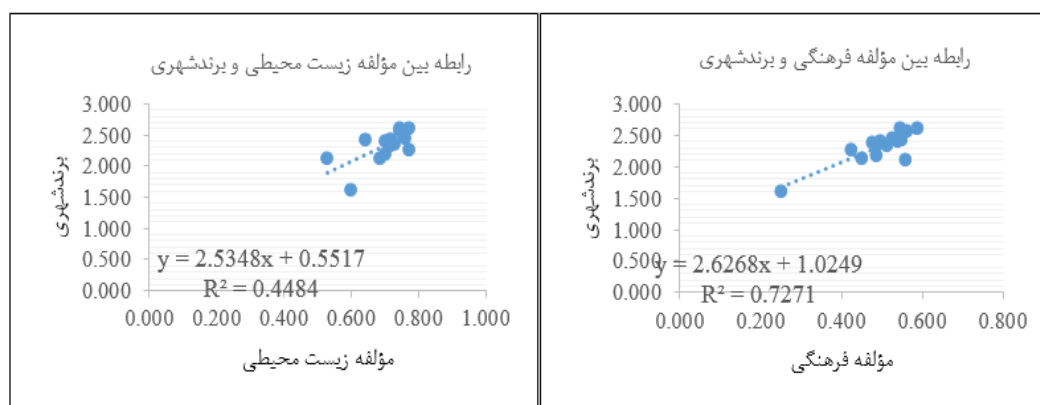 رابطه بین مؤلفه زیست محیطی و برندشهری
3.000
2.500
2.000
1.500
1.000
0.500
0.000
برندشهری
y = 2.5348x + 0.5517
R² = 0.4484
0.000 0.200 0.400 0.600 0.800 1.000
مؤلفه زیست محیطی
رابطه بین مؤلفه فرهنگی و برندشهری
3.000
2.500
2.000
1.500
1.000
0.500
0.000
برندشهری
y = 2.6268x + 1.0249
R² = 0.7271
0.000 0.200 0.400 0.600 0.800
مؤلفه فرهنگی